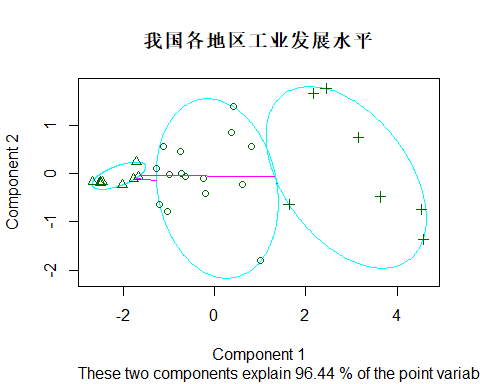 我国各地区工业发展水平
Component 2
1
0
-1
-2
-2
0
2
4
Component 1
These two components explain 96.44 % of the point variab